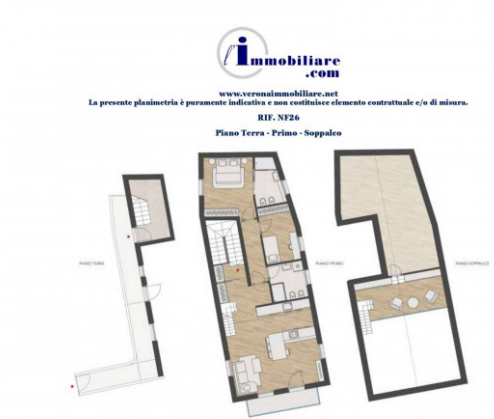 l'immobiliare
.com
www.veronaimmobiliare.net
La presente planimetria è puramente indicativa e non costituisce elemento contrattuale e/o di misura.
RIF. NF26
Piano Terra - Primo - Soppalco
PIANO TERRA
PIANO PRIMO
PIANO SOPPALCO